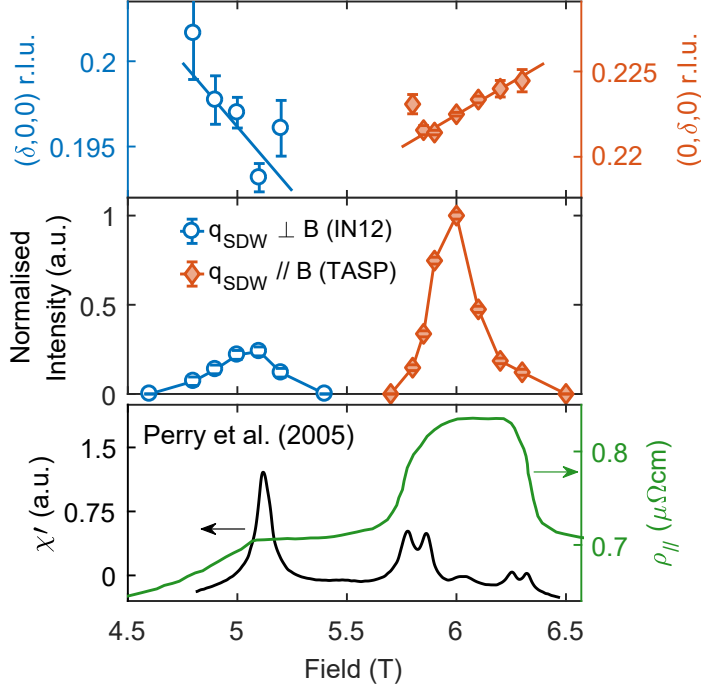 0.2
0.195
(δ,0,0) r.l.u.
0.225
0.22
(0,δ,0) r.l.u.
1
0.5
0
Normalised
Intensity (a.u.)
q_SDW ⊥ B (IN12)
q_SDW // B (TASP)
Perry et al. (2005)
1.5
0.75
0
χ′ (a.u.)
0.8
0.7
ρ_// (μΩcm)
4.5 5 5.5 6 6.5
Field (T)